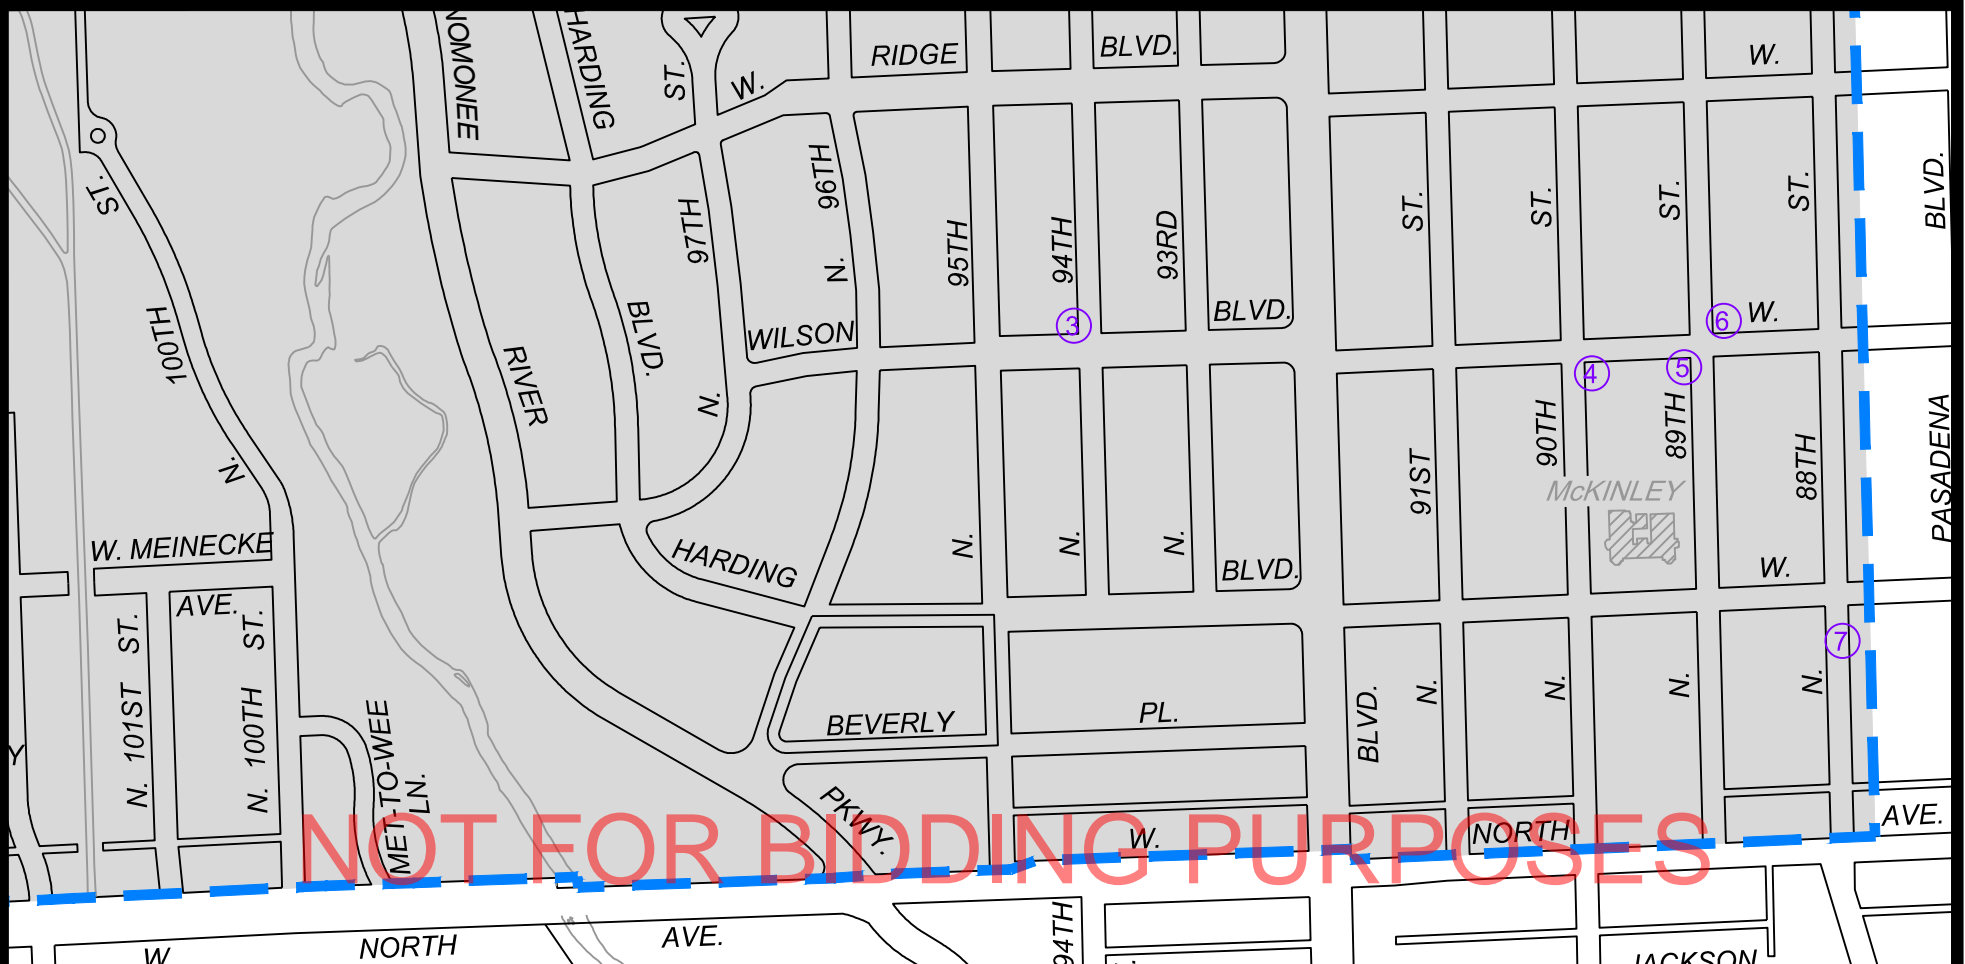 NOMONEE
HARDING
ST.
W.
RIDGE
BLVD.
W.
ST.
96TH
N.
97TH
95TH
94TH
93RD
ST.
ST.
ST.
ST.
BLVD.
100TH
N.
RIVER
BLVD.
N.
WILSON
3
BLVD.
6
W.
4
5
91ST
90TH
89TH
88TH
PASADENA
McKINLEY
W. MEINECKE
AVE.
HARDING
N.
N.
N.
BLVD.
W.
N. 101ST ST.
N. 100TH ST.
7
BEVERLY
PL.
BLVD.
N.
N.
N.
N.
Y
MET-TO-WEE
LN.
PKWY.
W.
NORTH
AVE.
NOT FOR BIDDING PURPOSES
W
NORTH
AVE.
94TH
JACKSON